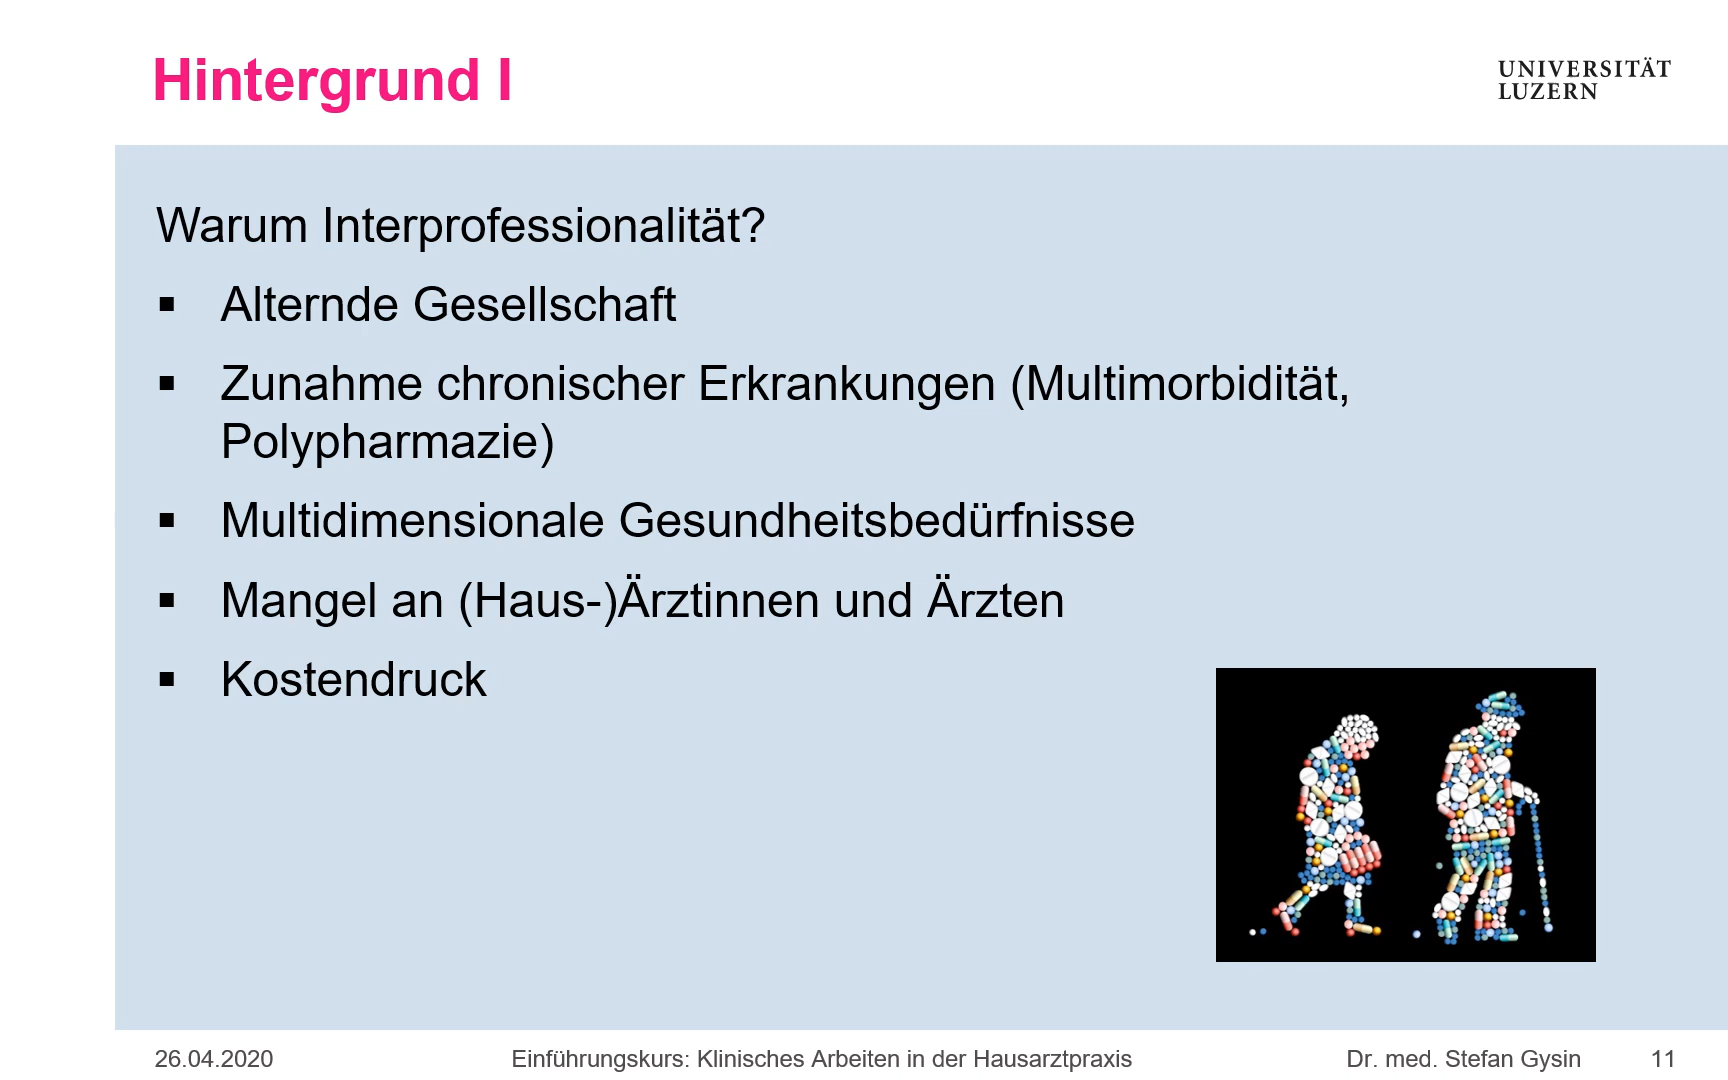 Hintergrund I
UNIVERSITÄT
LUZERN
Warum Interprofessionalität?
▪ Alternde Gesellschaft
▪ Zunahme chronischer Erkrankungen (Multimorbidität,
Polypharmazie)
▪ Multidimensionale Gesundheitsbedürfnisse
▪ Mangel an (Haus-)Ärztinnen und Ärzten
▪ Kostendruck
26.04.2020 Einführungskurs: Klinisches Arbeiten in der Hausarztpraxis Dr. med. Stefan Gysin 11